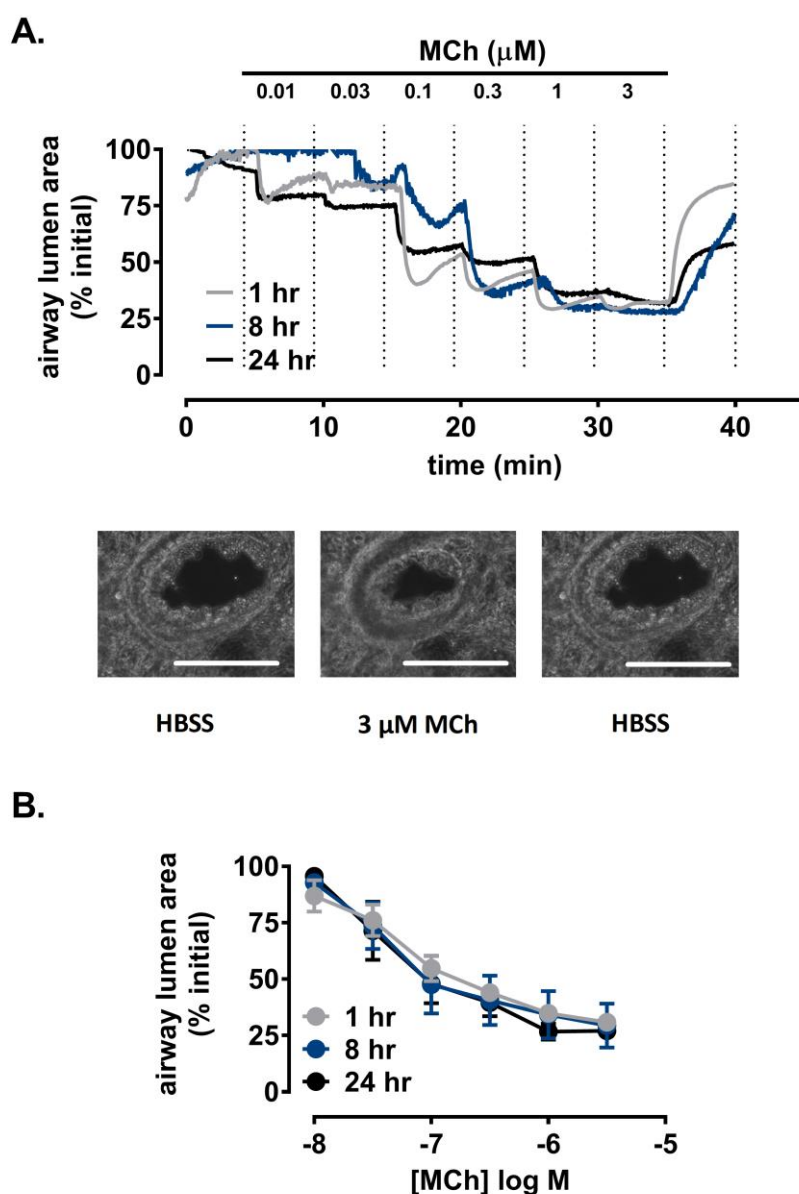 A.
MCh (μM)
0.01 0.03 0.1 0.3 1 3
airway lumen area
(% initial)
100
75
50
25
0
1 hr
8 hr
24 hr
0 10 20 30 40
time (min)
HBSS 3 μM MCh HBSS
B.
airway lumen area
(% initial)
100
75
50
25
0
1 hr
8 hr
24 hr
-8 -7 -6 -5
[MCh] log M